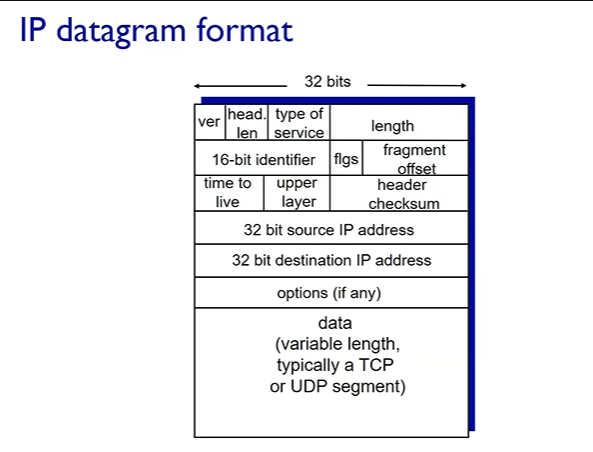 IP datagram format
32 bits
ver
head.
len
type of
service
length
16-bit identifier
flgs
fragment
offset
time to
live
upper
layer
header
checksum
32 bit source IP address
32 bit destination IP address
options (if any)
data
(variable length,
typically a TCP
or UDP segment)